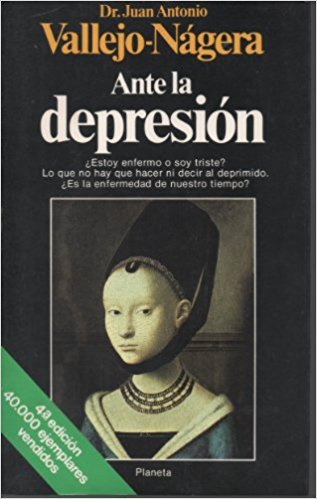 Dr. Juan Antonio
Vallejo-Nágera
Ante la
depresión
¿Estoy enfermo o soy triste?
Lo que no hay que hacer ni decir al deprimido.
¿Es la enfermedad de nuestro tiempo?
4a edición
40.000 ejemplares
vendidos
Planeta